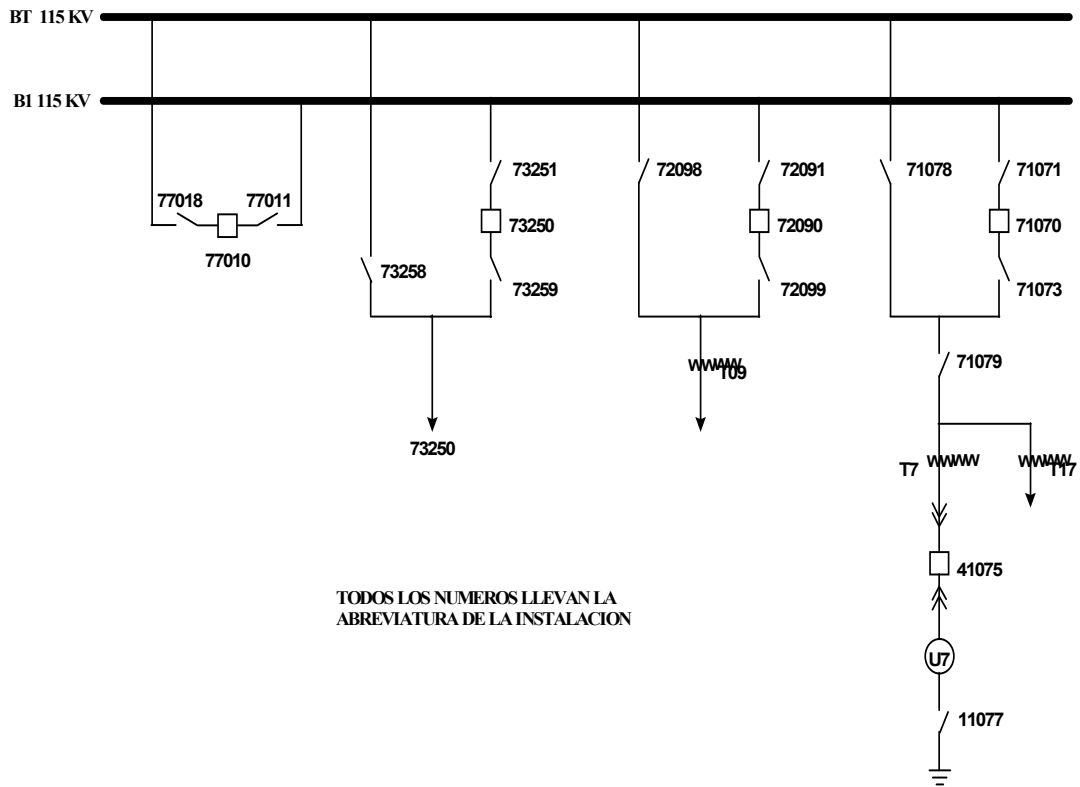 BT 115 KV
B1 115 KV
77018
77011
77010
73251
73250
73259
73258
73250
72098
72091
72090
72099
T09
71078
71071
71070
71073
71079
T7
T17
41075
U7
11077
TODOS LOS NUMEROS LLEVAN LA
ABREVIATURA DE LA INSTALACION